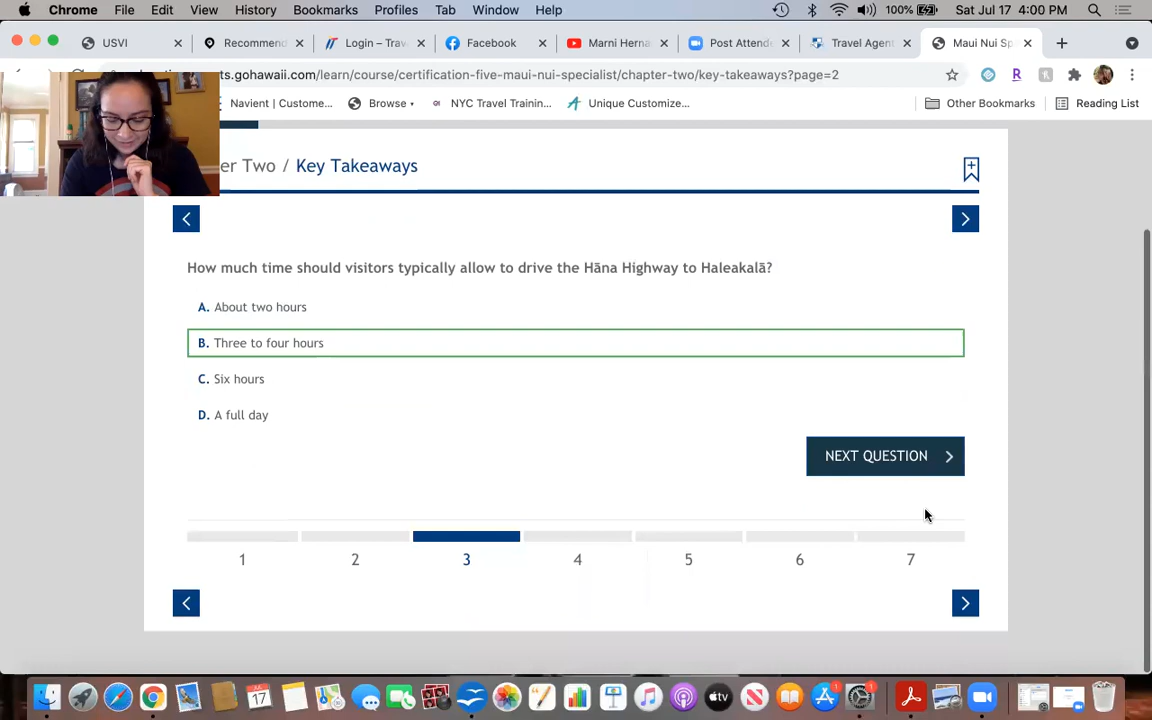 Chrome File Edit View History Bookmarks Profiles Tab Window Help 100% Sat Jul 17 4:00 PM
USVI Recommend Login – Trav Facebook Marni Herna Post Attend Travel Agent Maui Nui Sp
ts.gohawaii.com/learn/course/certification-five-maui-nui-specialist/chapter-two/key-takeaways?page=2
Navient | Custome... Browse NYC Travel Trainin... Unique Customize... Other Bookmarks Reading List
er Two / Key Takeaways
How much time should visitors typically allow to drive the Hāna Highway to Haleakalā?
A. About two hours
B. Three to four hours
C. Six hours
D. A full day
NEXT QUESTION
1 2 3 4 5 6 7